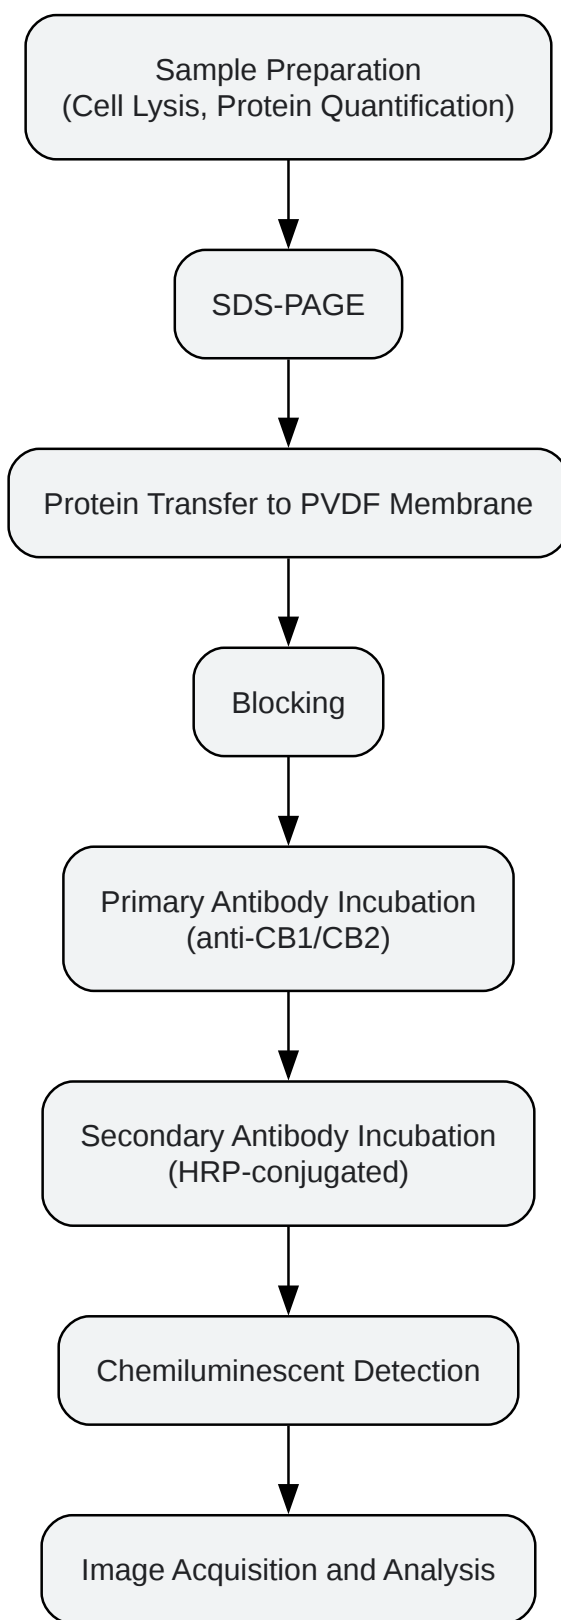 Sample Preparation
(Cell Lysis, Protein Quantification)
SDS-PAGE
Protein Transfer to PVDF Membrane
Blocking
Primary Antibody Incubation
(anti-CB1/CB2)
Secondary Antibody Incubation
(HRP-conjugated)
Chemiluminescent Detection
Image Acquisition and Analysis